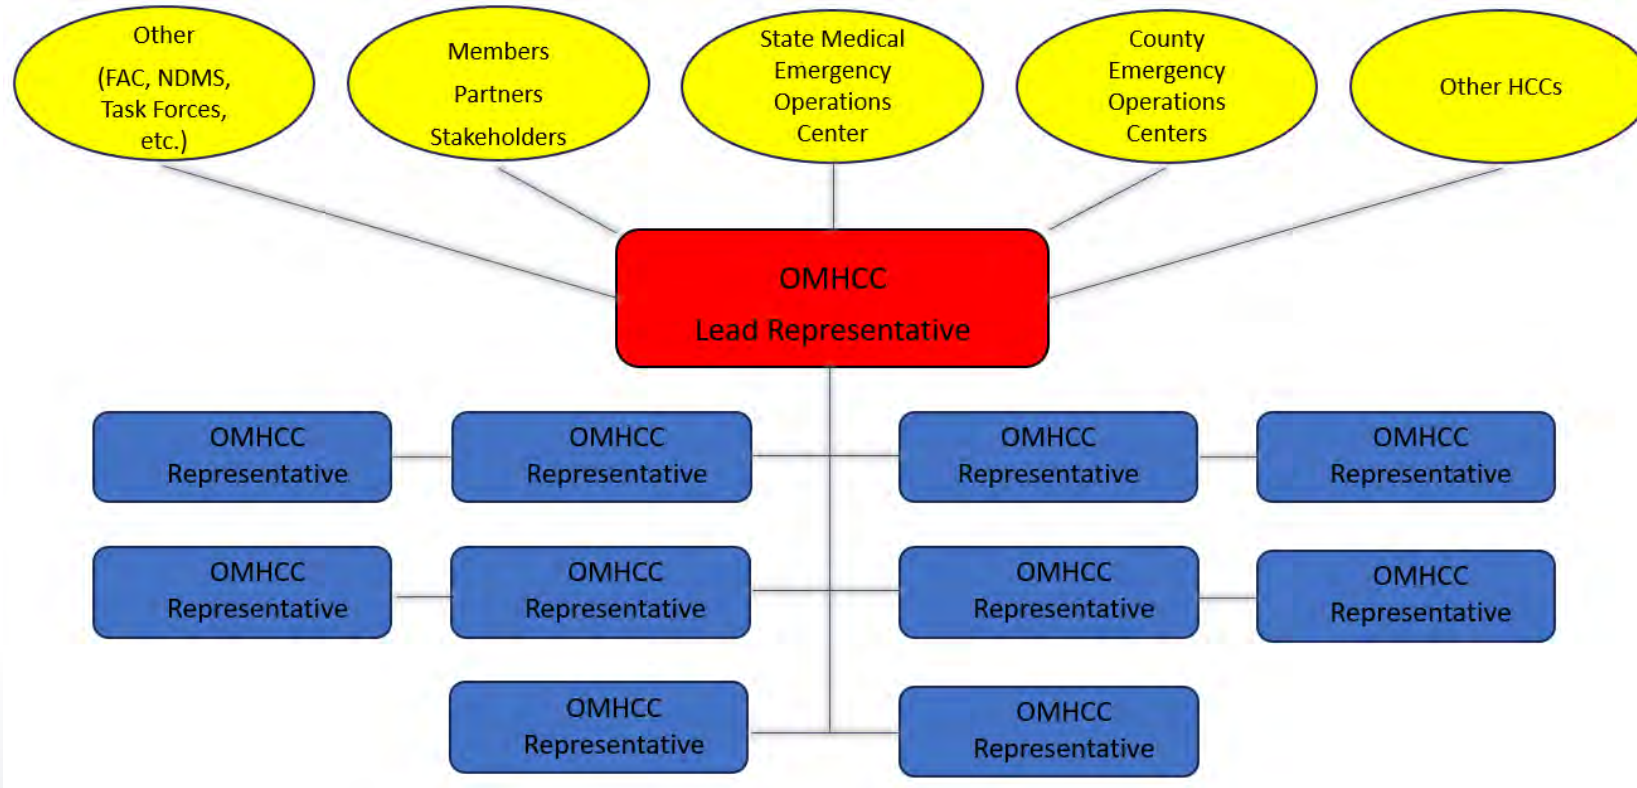 Other
(FAC, NDMS,
Task Forces,
etc.)
Members
Partners
Stakeholders
State Medical
Emergency
Operations
Center
County
Emergency
Operations
Centers
Other HCCs
OMHCC
Lead Representative
OMHCC
Representative
OMHCC
Representative
OMHCC
Representative
OMHCC
Representative
OMHCC
Representative
OMHCC
Representative
OMHCC
Representative
OMHCC
Representative
OMHCC
Representative
OMHCC
Representative